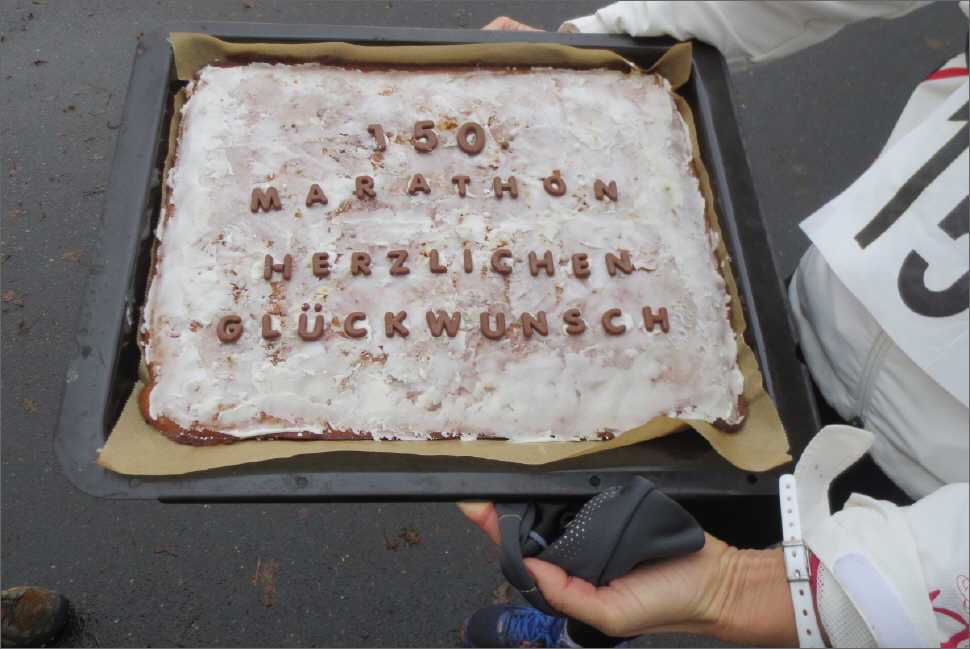 150
MARATHON
HERZLICHEN
GLÜCKWUNSCH